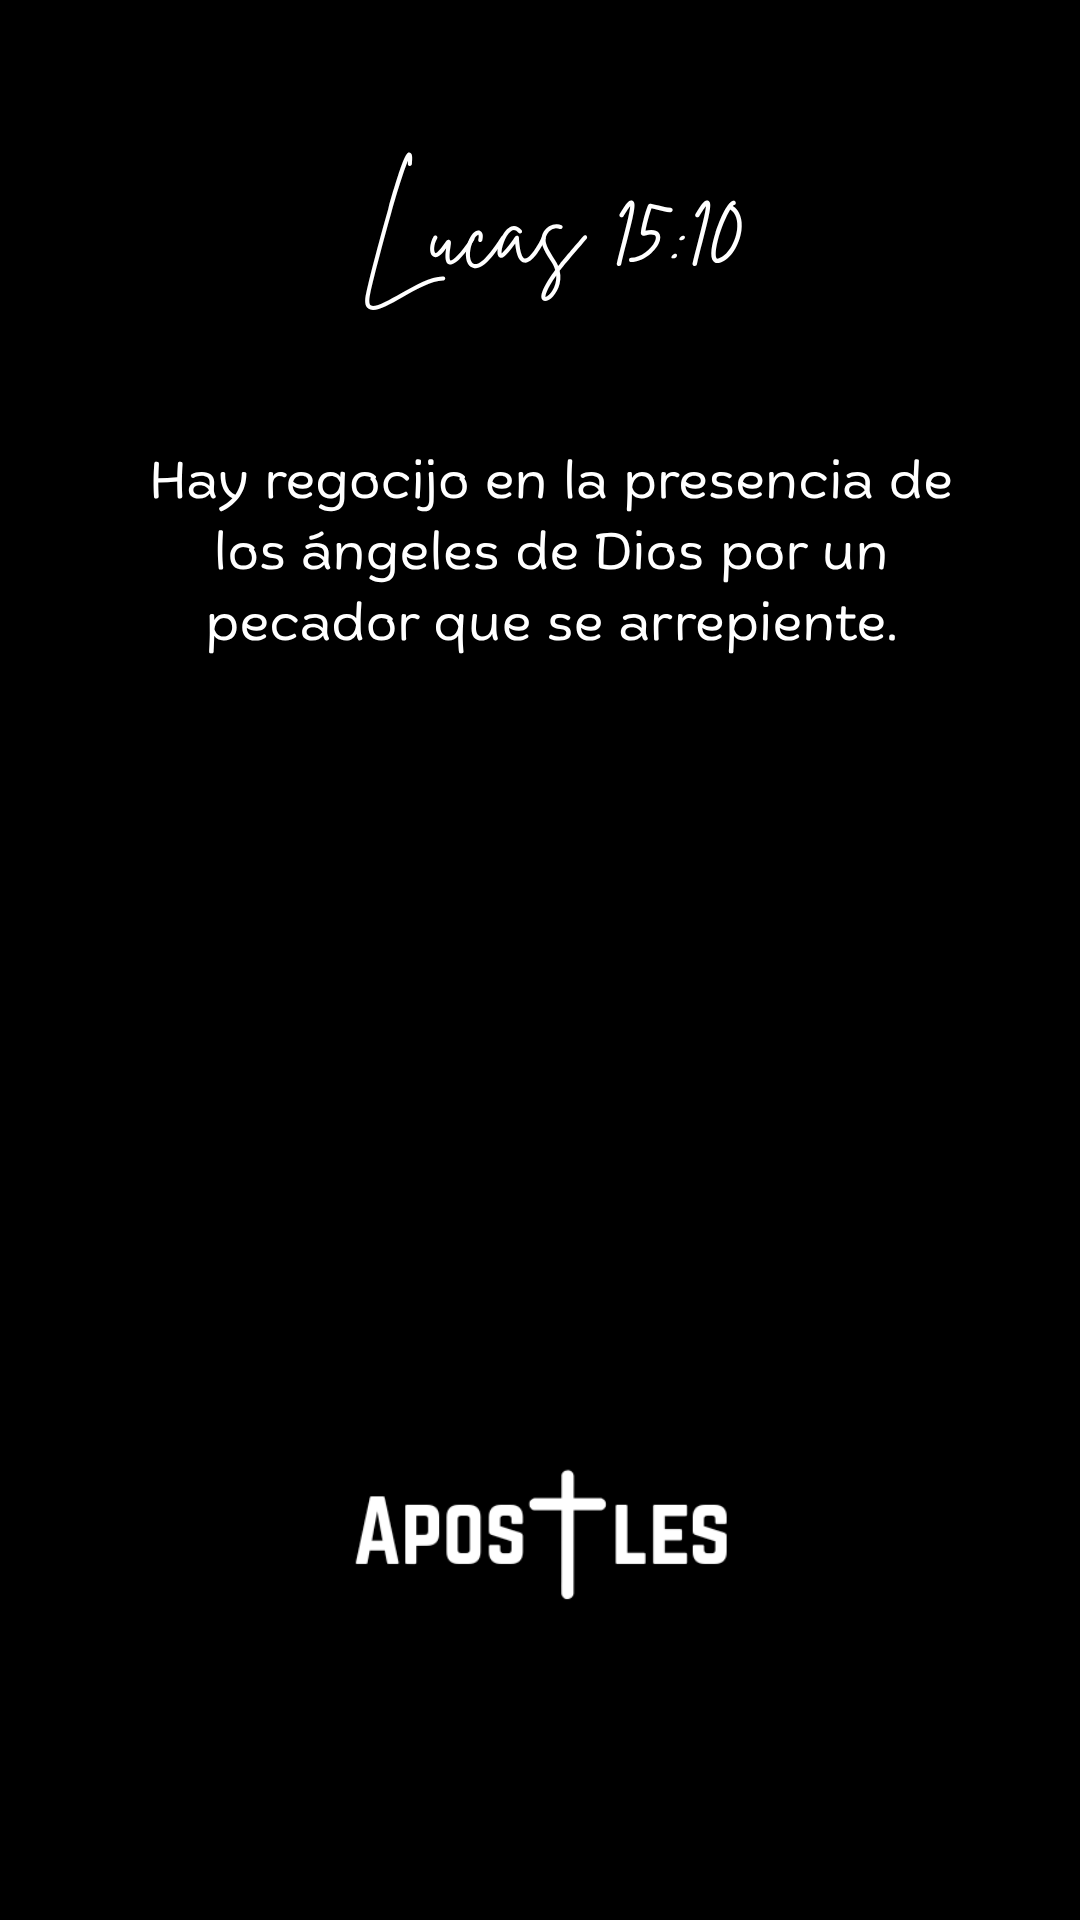 Lucas 15:10
Hay regocijo en la presencia de
los ángeles de Dios por un
pecador que se arrepiente.
APOSTLES